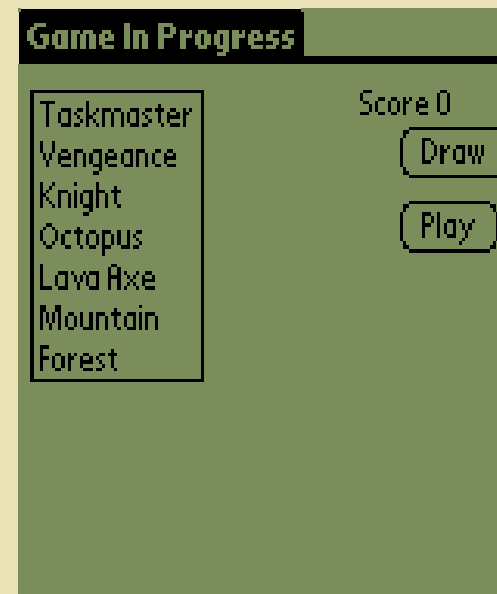 Game In Progress
Score 0
Taskmaster
Draw
Vengeance
Knight
Play
Octopus
Lava Axe
Mountain
Forest